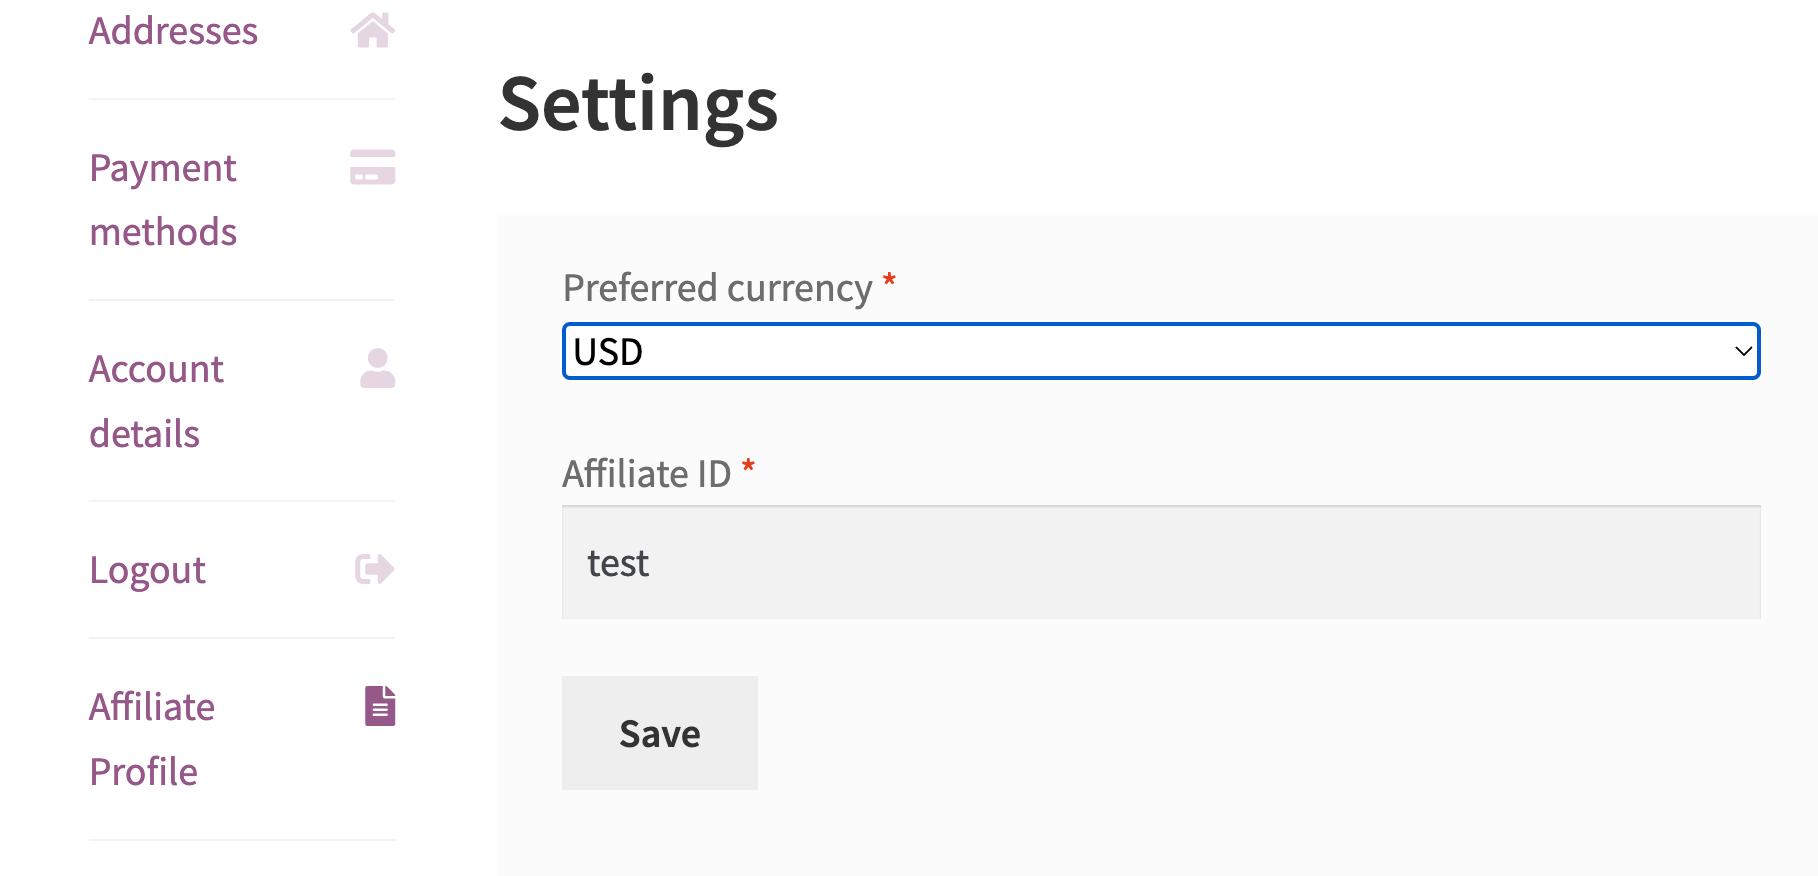 Addresses
Payment
methods
Account
details
Logout
Affiliate
Profile
Settings
Preferred currency *
USD
Affiliate ID *
test
Save